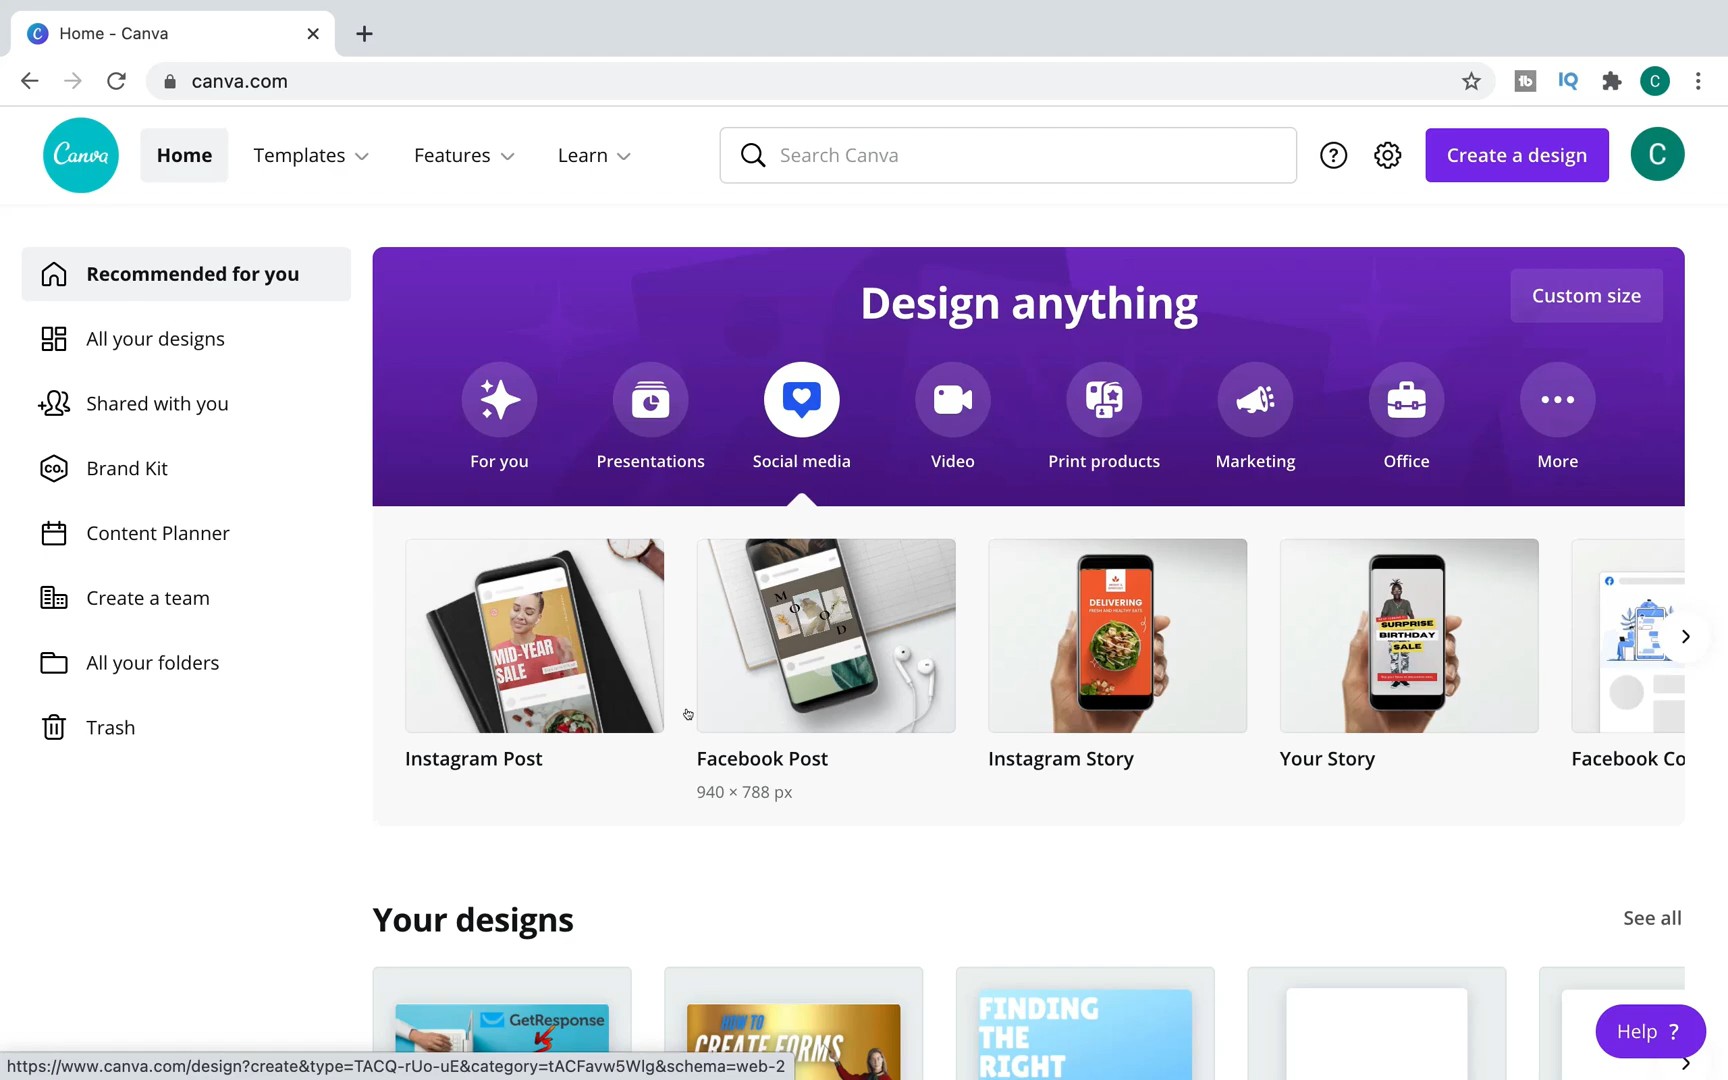 Home - Canva
canva.com
Canva
Home
Templates
Features
Learn
Search Canva
Create a design
C
Recommended for you
All your designs
Shared with you
Brand Kit
Content Planner
Create a team
All your folders
Trash
Design anything
Custom size
For you
Presentations
Social media
Video
Print products
Marketing
Office
More
MID-YEAR
SALE
DELIVERING
FRESH AND HEALTHY EATS
SURPRISE
BIRTHDAY
SALE
Instagram Post
Facebook Post
940 × 788 px
Instagram Story
Your Story
Facebook Co
Your designs
See all
GetResponse
VS
HOW TO
CREATE FORMS
FINDING
THE
RIGHT
Help ?
https://www.canva.com/design?create&type=TACQ-rUo-uE&category=tACFavw5WIg&schema=web-2